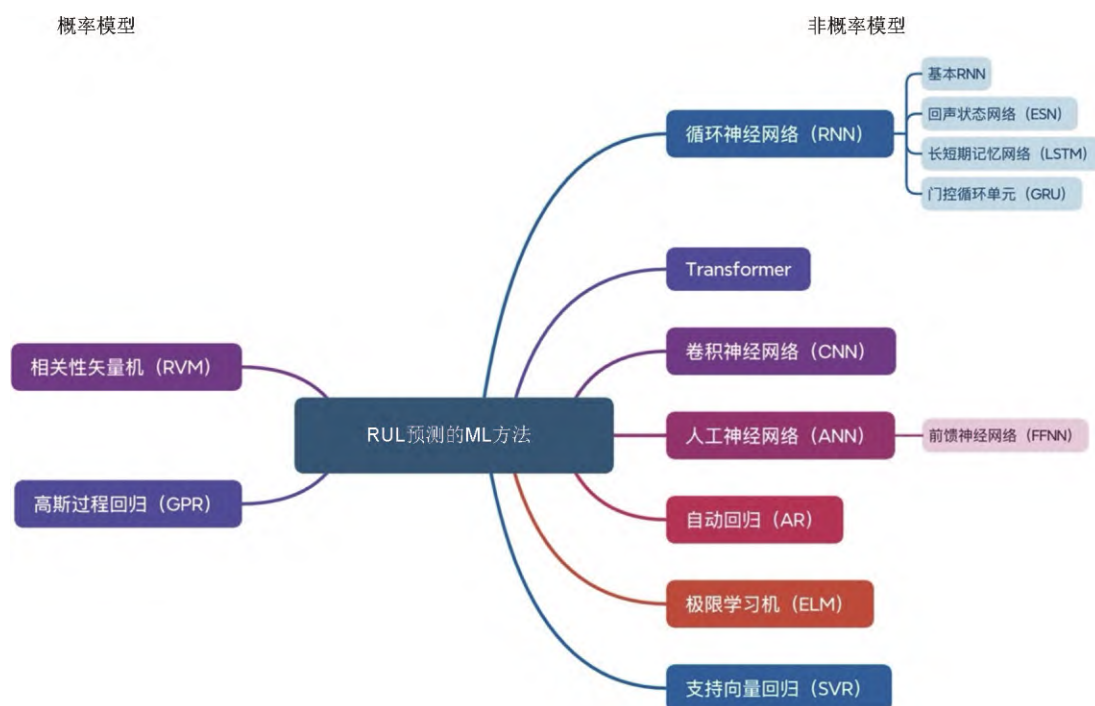 概率模型
非概率模型
基本RNN
回声状态网络（ESN）
长短期记忆网络（LSTM）
门控循环单元（GRU）
循环神经网络（RNN）
Transformer
卷积神经网络（CNN）
相关性矢量机（RVM）
RUL预测的ML方法
人工神经网络（ANN）
前馈神经网络（FFNN）
高斯过程回归（GPR）
自动回归（AR）
极限学习机（ELM）
支持向量回归（SVR）